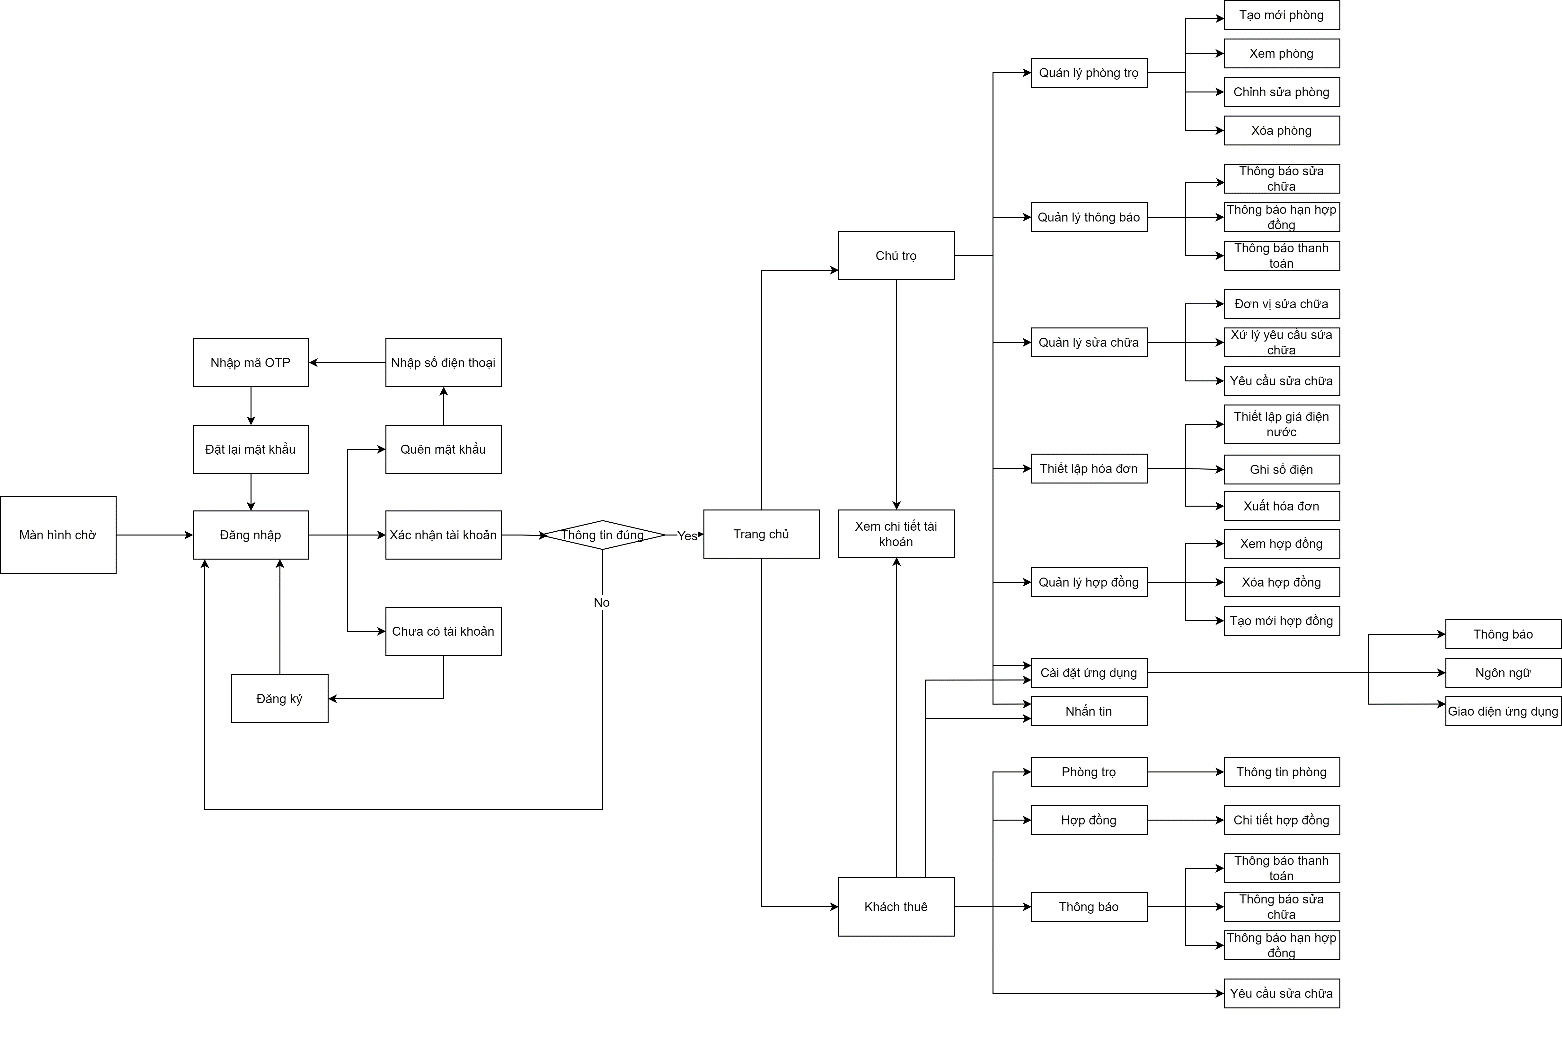 Màn hình chờ
Nhập mã OTP
Nhập số điện thoại
Đặt lại mật khẩu
Quên mật khẩu
Đăng nhập
Xác nhận tài khoản
Thông tin đúng
Yes
No
Chưa có tài khoản
Đăng ký
Trang chủ
Chủ trọ
Xem chi tiết tài
khoản
Khách thuê
Quản lý phòng trọ
Tạo mới phòng
Xem phòng
Chỉnh sửa phòng
Xóa phòng
Quản lý thông báo
Thông báo sửa
chữa
Thông báo hạn hợp
đồng
Thông báo thanh
toán
Quản lý sửa chữa
Đơn vị sửa chữa
Xử lý yêu cầu sửa
chữa
Yêu cầu sửa chữa
Thiết lập hóa đơn
Thiết lập giá điện
nước
Ghi số điện
Xuất hóa đơn
Quản lý hợp đồng
Xem hợp đồng
Xóa hợp đồng
Tạo mới hợp đồng
Cài đặt ứng dụng
Thông báo
Ngôn ngữ
Giao diện ứng dụng
Nhắn tin
Phòng trọ
Thông tin phòng
Hợp đồng
Chi tiết hợp đồng
Thông báo
Thông báo thanh
toán
Thông báo sửa
chữa
Thông báo hạn hợp
đồng
Yêu cầu sửa chữa